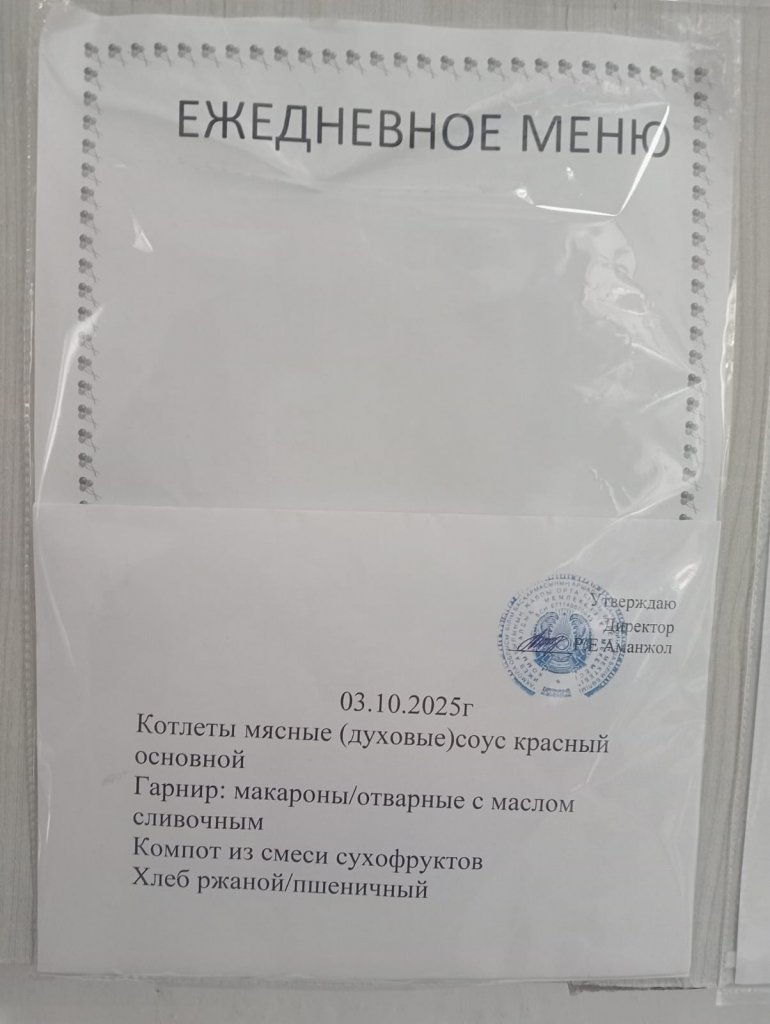 ЕЖЕДНЕВНОЕ МЕНЮ
Утверждаю
Директор
Р.Е Аманжол
03.10.2025г
Котлеты мясные (духовые)соус красный
основной
Гарнир: макароны/отварные с маслом
сливочным
Компот из смеси сухофруктов
Хлеб ржаной/пшеничный